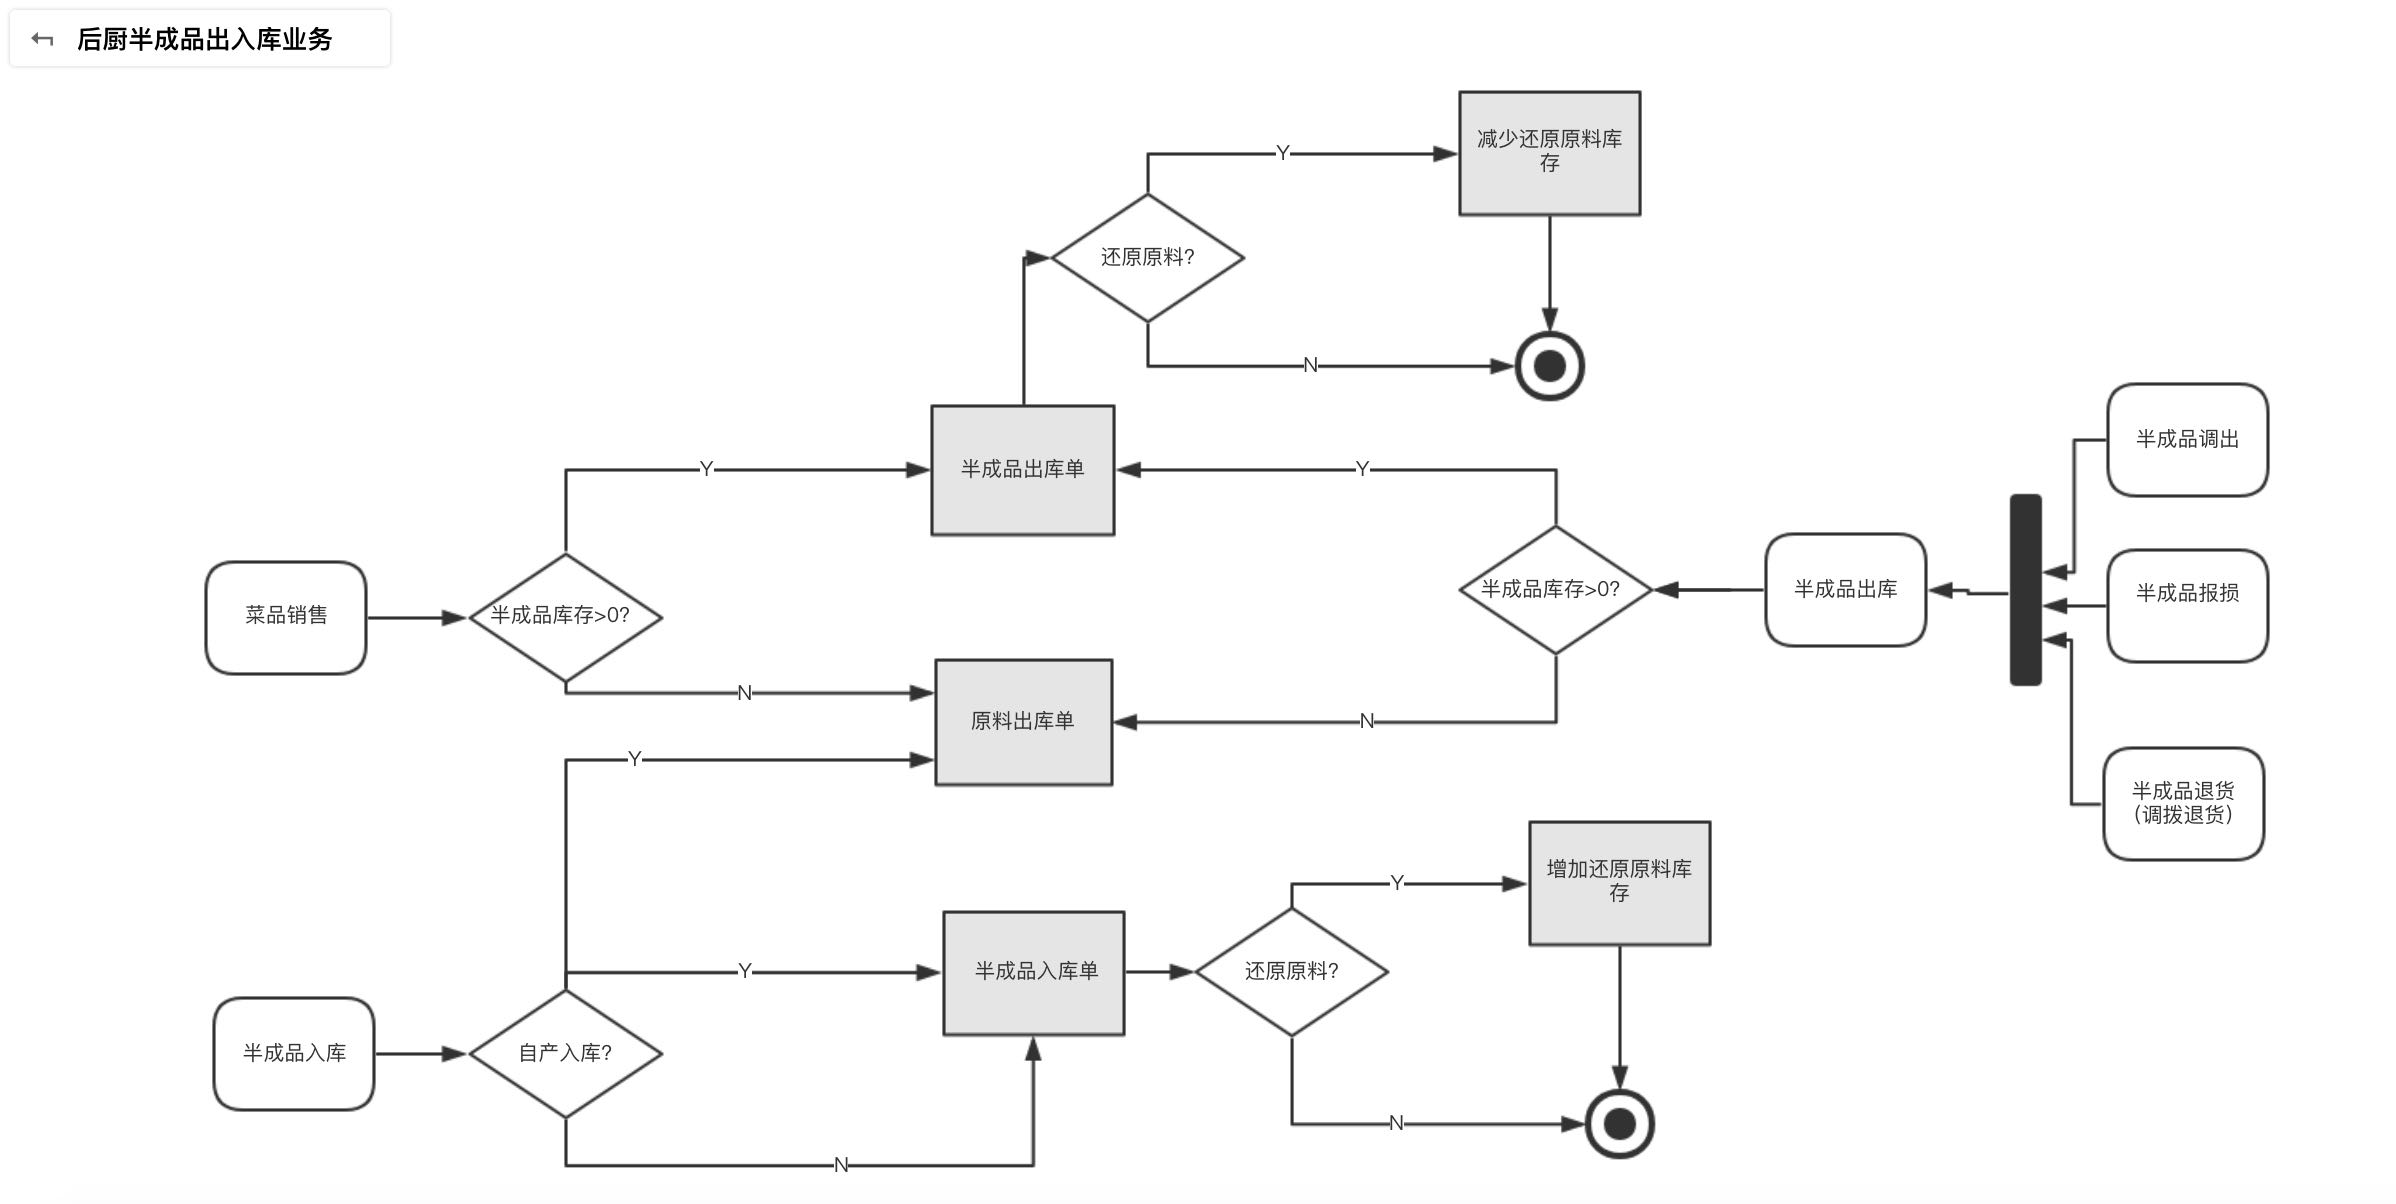 后厨半成品出入库业务
减少还原原料库
存
Y
还原原料?
N
半成品出库单
Y
Y
半成品调出
菜品销售
半成品库存>0?
半成品库存>0?
半成品出库
半成品报损
N
原料出库单
N
Y
半成品退货
(调拨退货)
增加还原原料库
存
Y
Y
半成品入库单
还原原料?
半成品入库
自产入库?
N
N